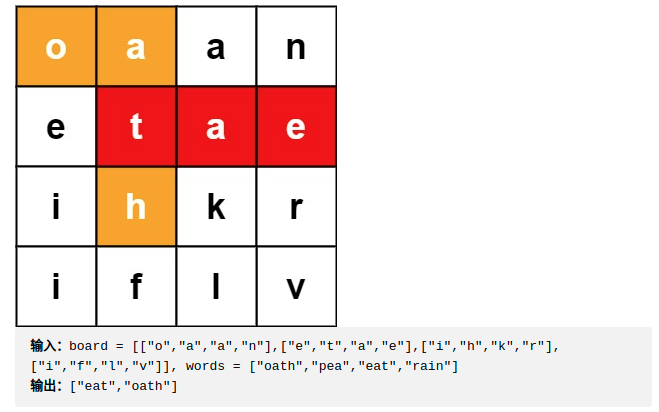 o a a n
e t a e
i h k r
i f l v
输入：board = [["o","a","a","n"],["e","t","a","e"],["i","h","k","r"],
["i","f","l","v"]], words = ["oath","pea","eat","rain"]
输出：["eat","oath"]